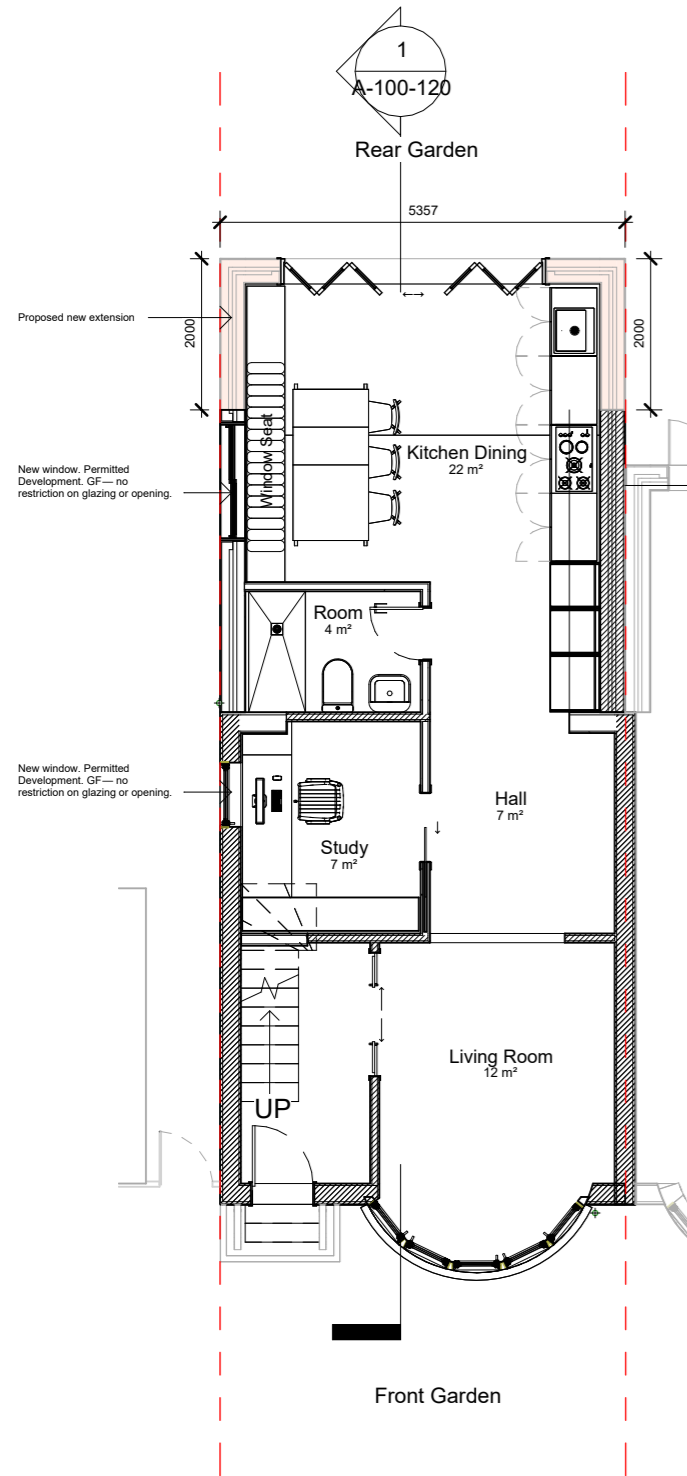 1
A-100-120
Rear Garden
5357
Proposed new extension
2000
2000
New window. Permitted
Development. GF— no
restriction on glazing or opening.
Window Seat
Kitchen Dining
22 m²
Room
4 m²
New window. Permitted
Development. GF— no
restriction on glazing or opening.
Hall
7 m²
Study
7 m²
Living Room
12 m²
UP
Front Garden